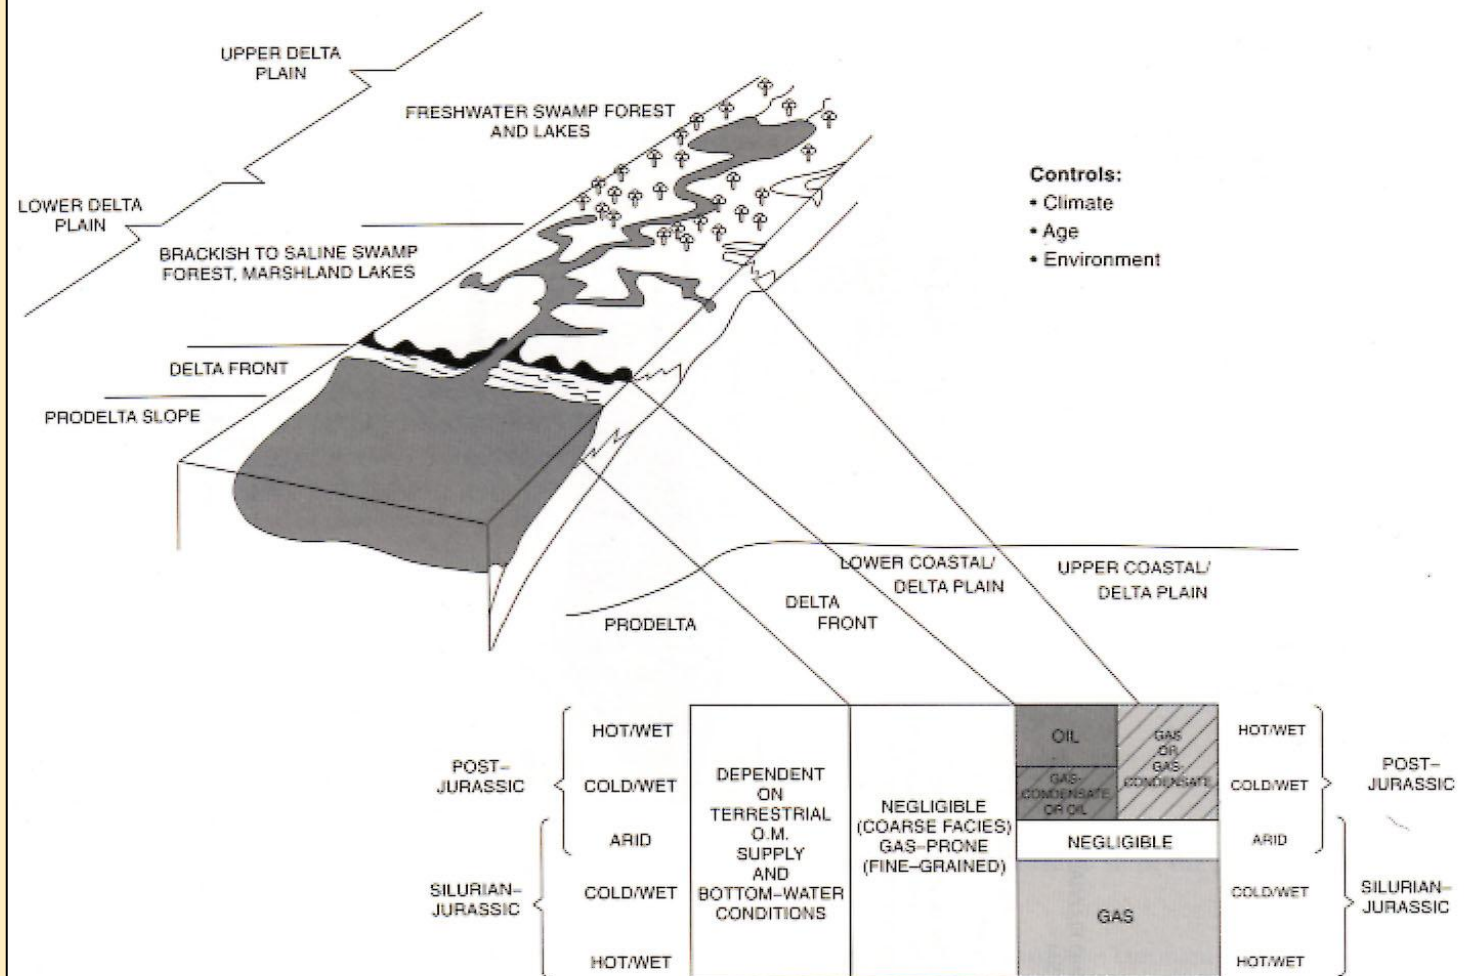 UPPER DELTA
PLAIN
FRESHWATER SWAMP FOREST
AND LAKES
LOWER DELTA
PLAIN
BRACKISH TO SALINE SWAMP
FOREST, MARSHLAND LAKES
DELTA FRONT
PRODELTA SLOPE
Controls:
• Climate
• Age
• Environment
PRODELTA
DELTA
FRONT
LOWER COASTAL/
DELTA PLAIN
UPPER COASTAL/
DELTA PLAIN
POST–
JURASSIC
SILURIAN–
JURASSIC
HOT/WET
COLD/WET
ARID
COLD/WET
HOT/WET
DEPENDENT
ON
TERRESTRIAL
O.M.
SUPPLY
AND
BOTTOM–WATER
CONDITIONS
NEGLIGIBLE
(COARSE FACIES)
GAS–PRONE
(FINE–GRAINED)
OIL
GAS-
CONDENSATE
OR OIL
GAS
OR
GAS-
CONDENSATE
NEGLIGIBLE
GAS
HOT/WET
COLD/WET
ARID
COLD/WET
HOT/WET
POST–
JURASSIC
SILURIAN–
JURASSIC